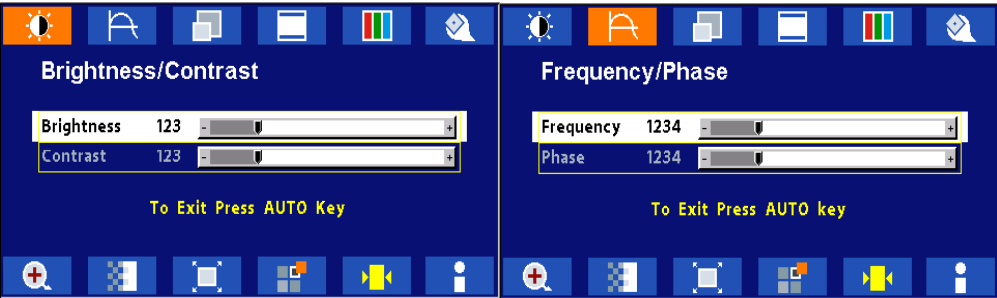 Brightness/Contrast
Brightness 123 - +
Contrast 123 - +
To Exit Press AUTO Key
Frequency/Phase
Frequency 1234 - +
Phase 1234 - +
To Exit Press AUTO key